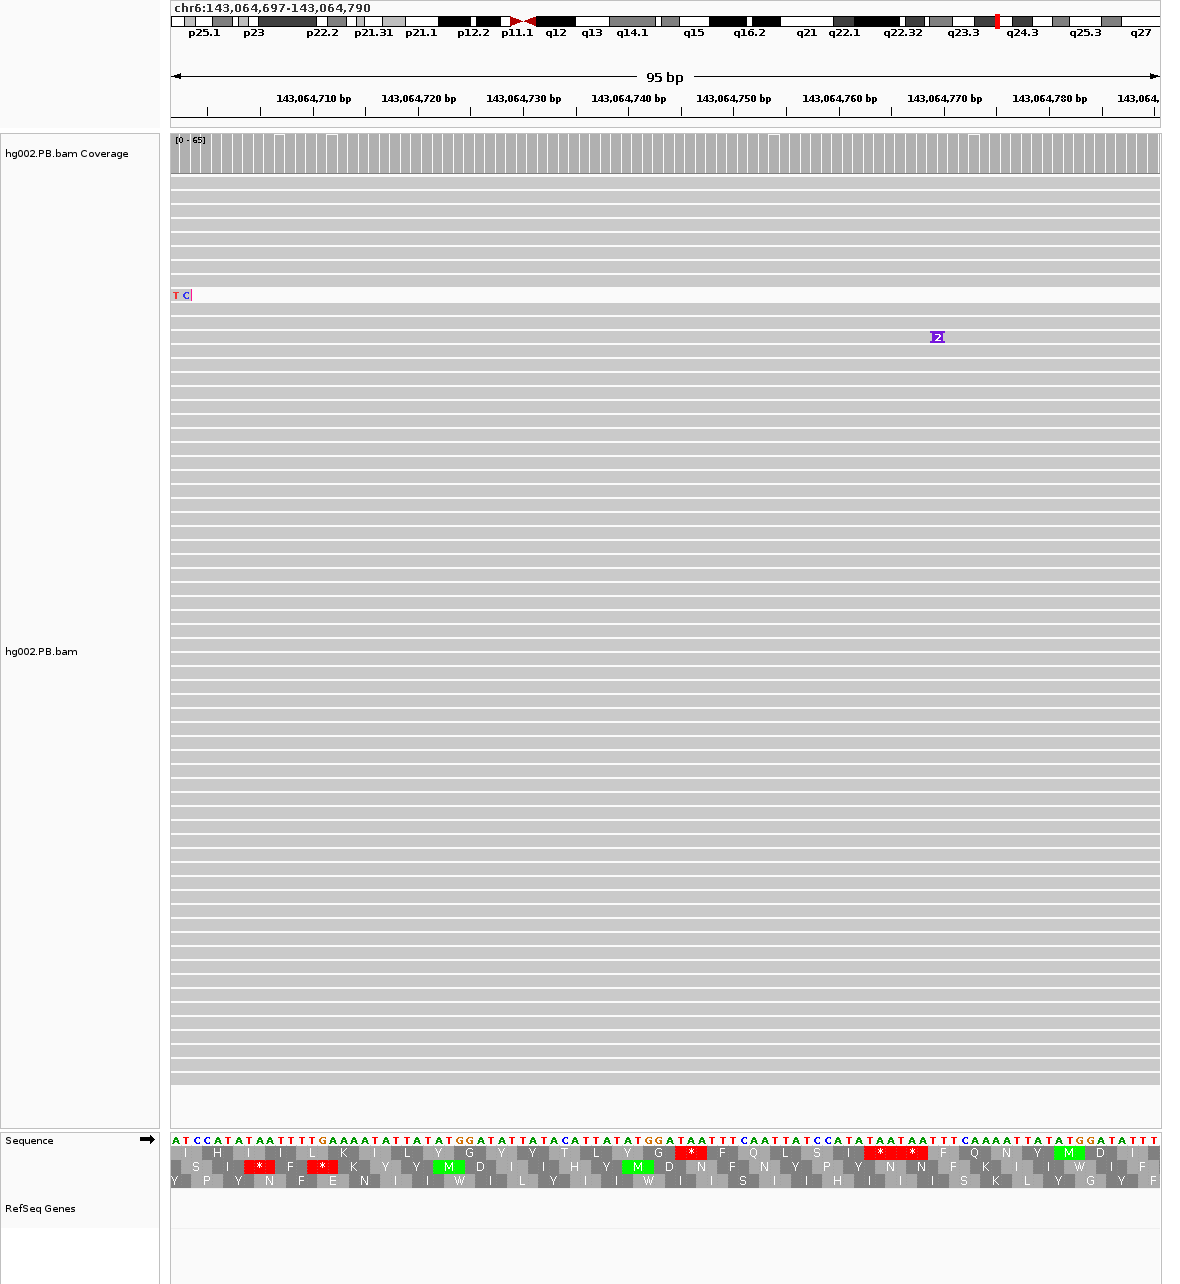 chr6:143,064,697-143,064,790
p25.1 p23 p22.2 p21.31 p21.1 p12.2 p11.1 q12 q13 q14.1 q15 q16.2 q21 q22.1 q22.32 q23.3 q24.3 q25.3 q27
95 bp
143,064,710 bp 143,064,720 bp 143,064,730 bp 143,064,740 bp 143,064,750 bp 143,064,760 bp 143,064,770 bp 143,064,780 bp 143,064,
hg002.PB.bam Coverage
[0 - 65]
T C
2
hg002.PB.bam
Sequence
A T C C A T A T A A T T T T G A A A A T A T T A T A T G G A T A T T A T A C A T T A T A T G G A T A A T T T C A A T T A T C C A T A T A A T A A T T T C A A A A T T A T A T G G A T A T T T
I H I I L K I L Y G Y Y T L Y G * F Q L S I * * F Q N Y M D I
S I * F * K Y Y M D I I H Y M D N F N Y P Y N N F K I I W I F
Y P Y N F E N I I W I L Y I I W I I S I I H I I I S K L Y G Y F
RefSeq Genes